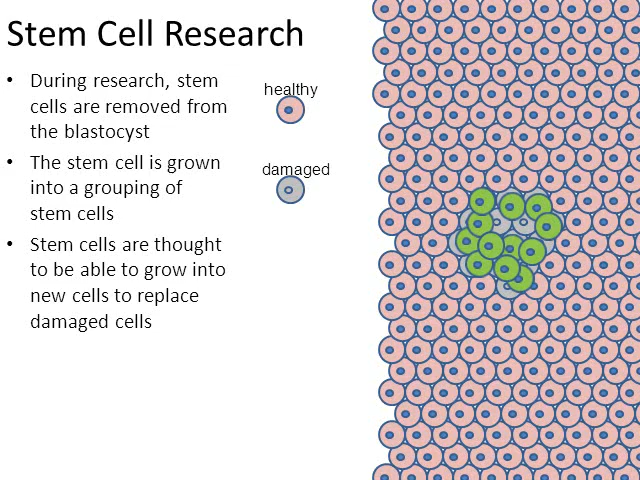 Stem Cell Research
• During research, stem
cells are removed from
the blastocyst
• The stem cell is grown
into a grouping of
stem cells
• Stem cells are thought
to be able to grow into
new cells to replace
damaged cells
healthy
damaged